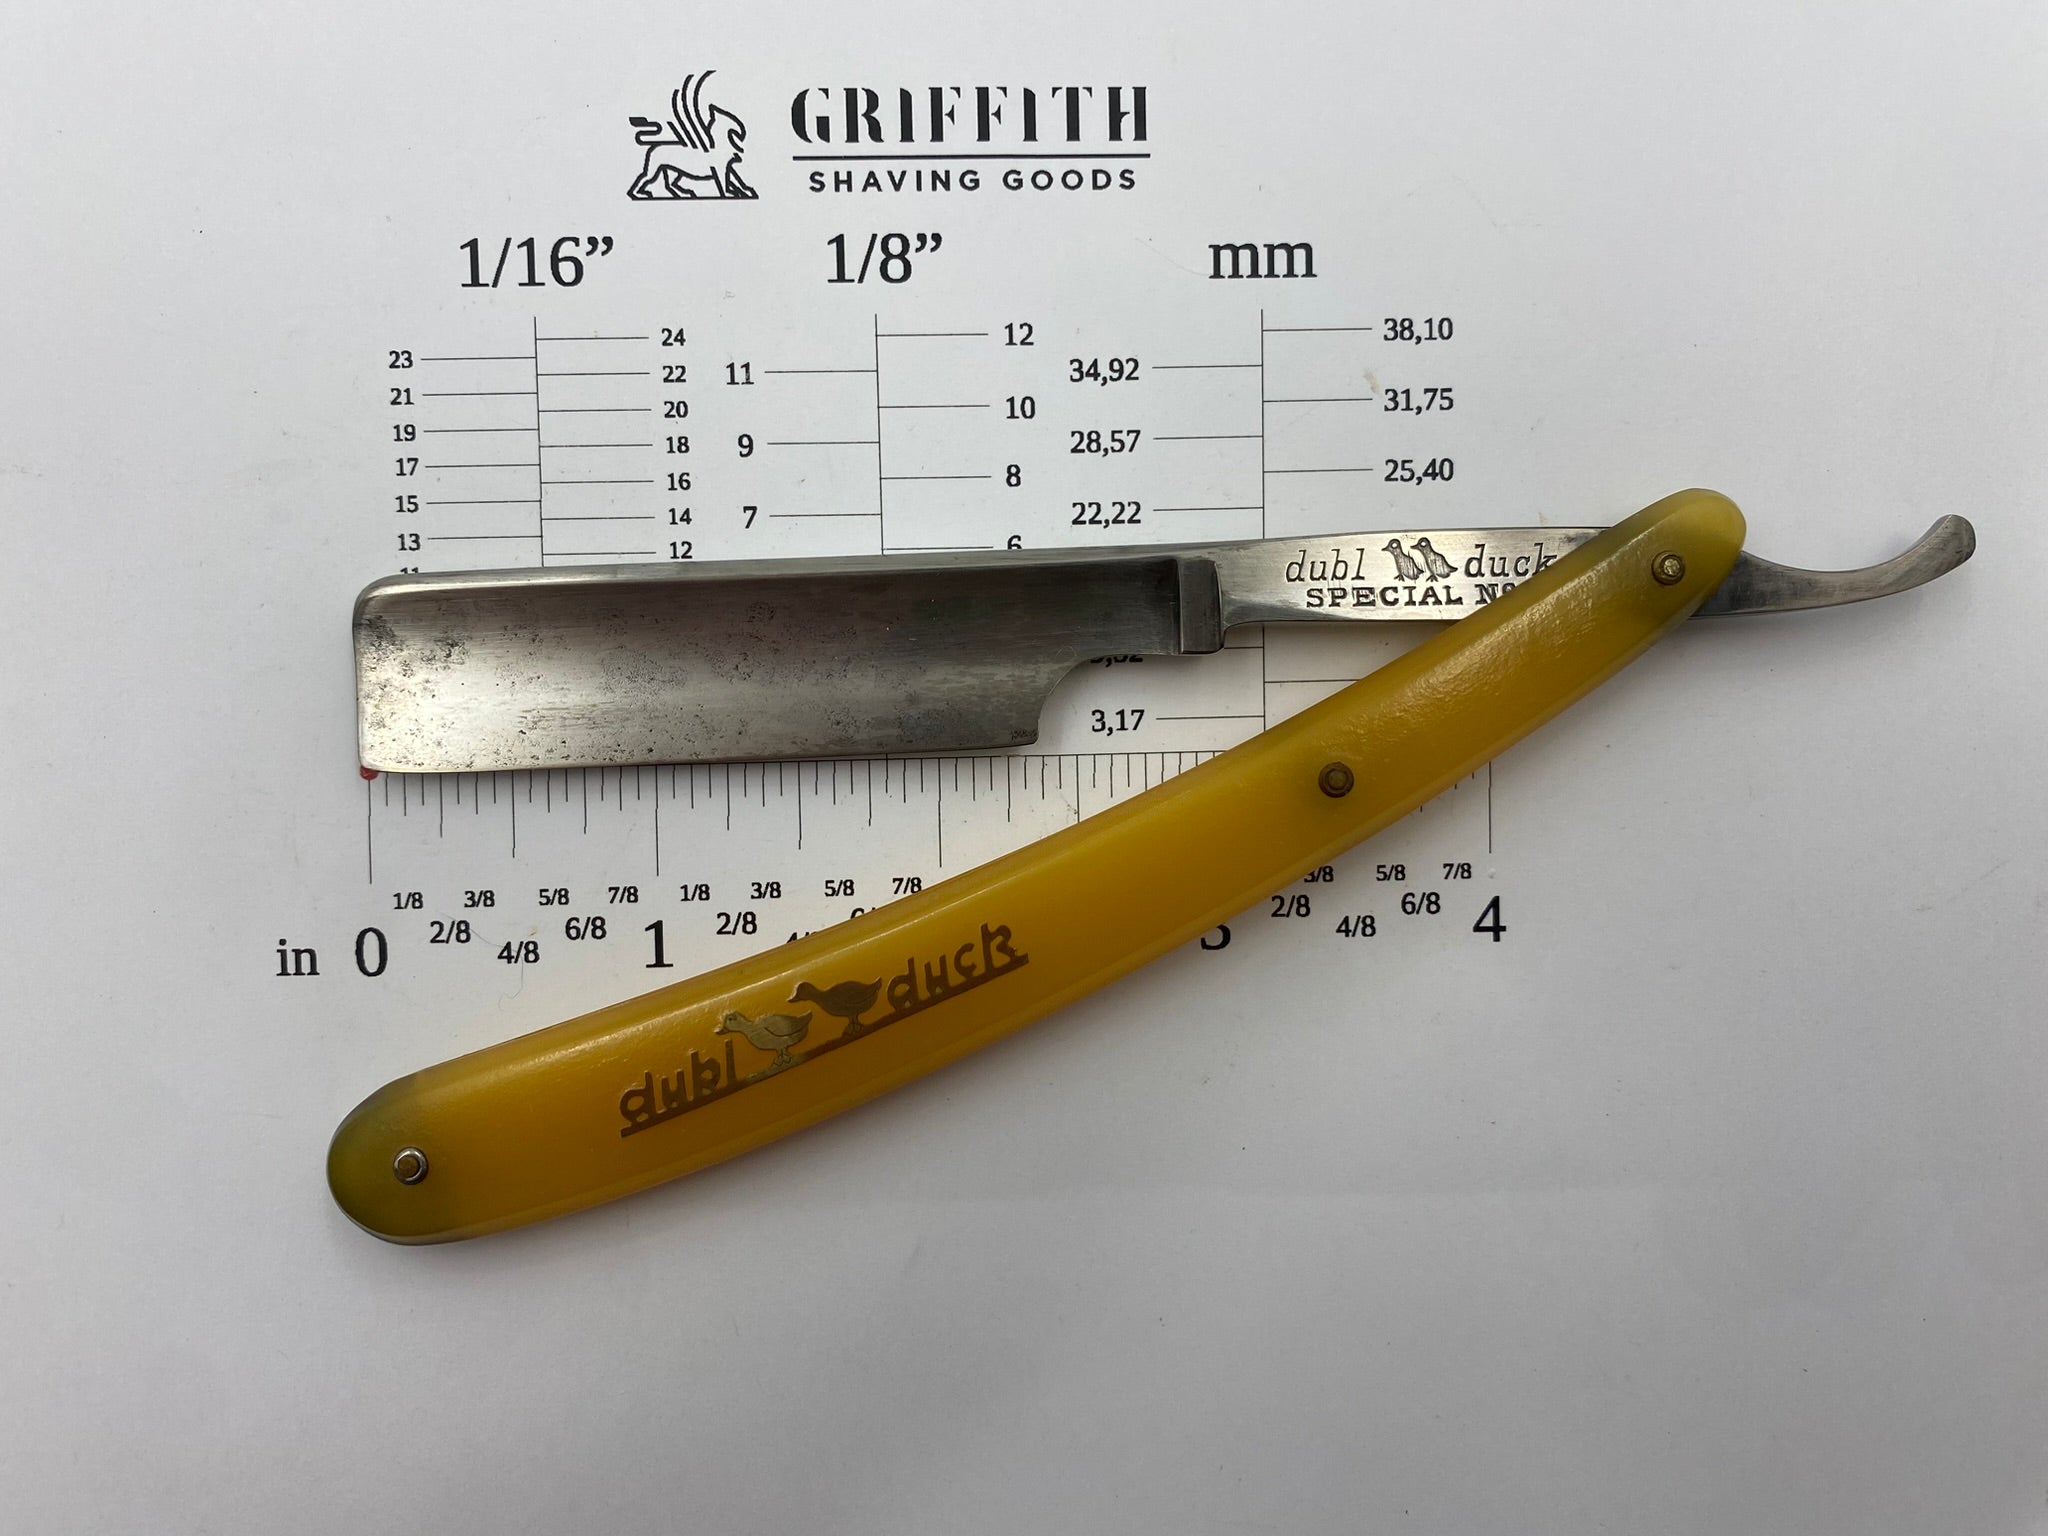 GRIFFITH
SHAVING GOODS
1/16” 1/8” mm
24 12 38,10
23 22 11 34,92
21 20 10 31,75
19 18 9 28,57
17 16 8 25,40
15 14 7 22,22
13 12 6
11
dubl duck
SPECIAL No
3,17
1/8 3/8 5/8 7/8 1/8 3/8 5/8 7/8 3/8 5/8 7/8
in 0 2/8 4/8 6/8 1 2/8 3 2/8 4/8 6/8 4
dubl duck